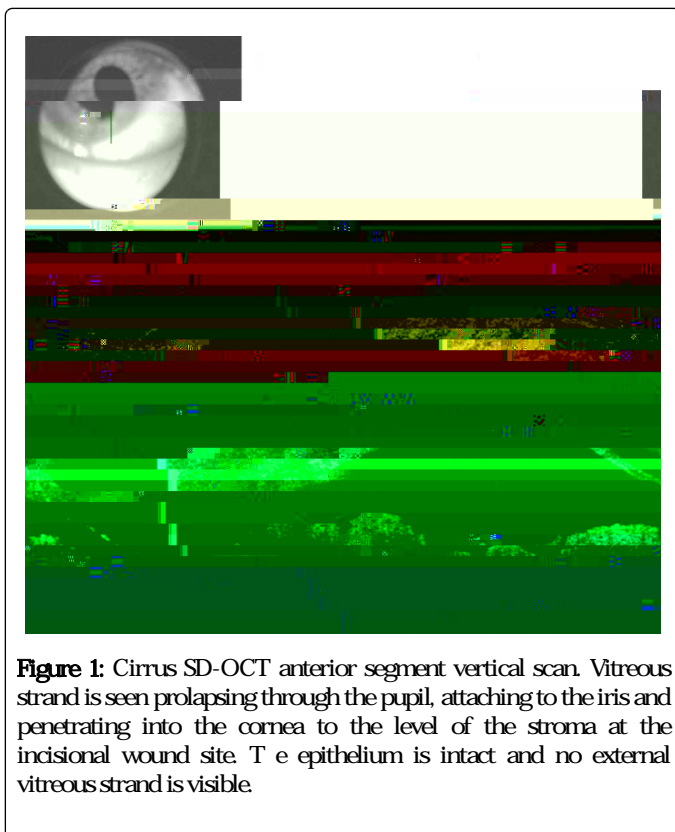 Figure 1: Cirrus SD-OCT anterior segment vertical scan. Vitreous
strand is seen prolapsing through the pupil, attaching to the iris and
penetrating into the cornea to the level of the stroma at the
incisional wound site. T e epithelium is intact and no external
vitreous strand is visible.